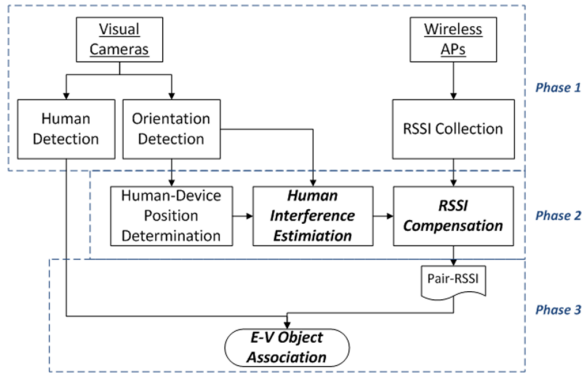 Visual
Cameras
Wireless
APs
Phase 1
Human
Detection
Orientation
Detection
RSSI Collection
Human-Device
Position
Determination
Human
Interference
Estimiation
RSSI
Compensation
Phase 2
Pair-RSSI
Phase 3
E-V Object
Association